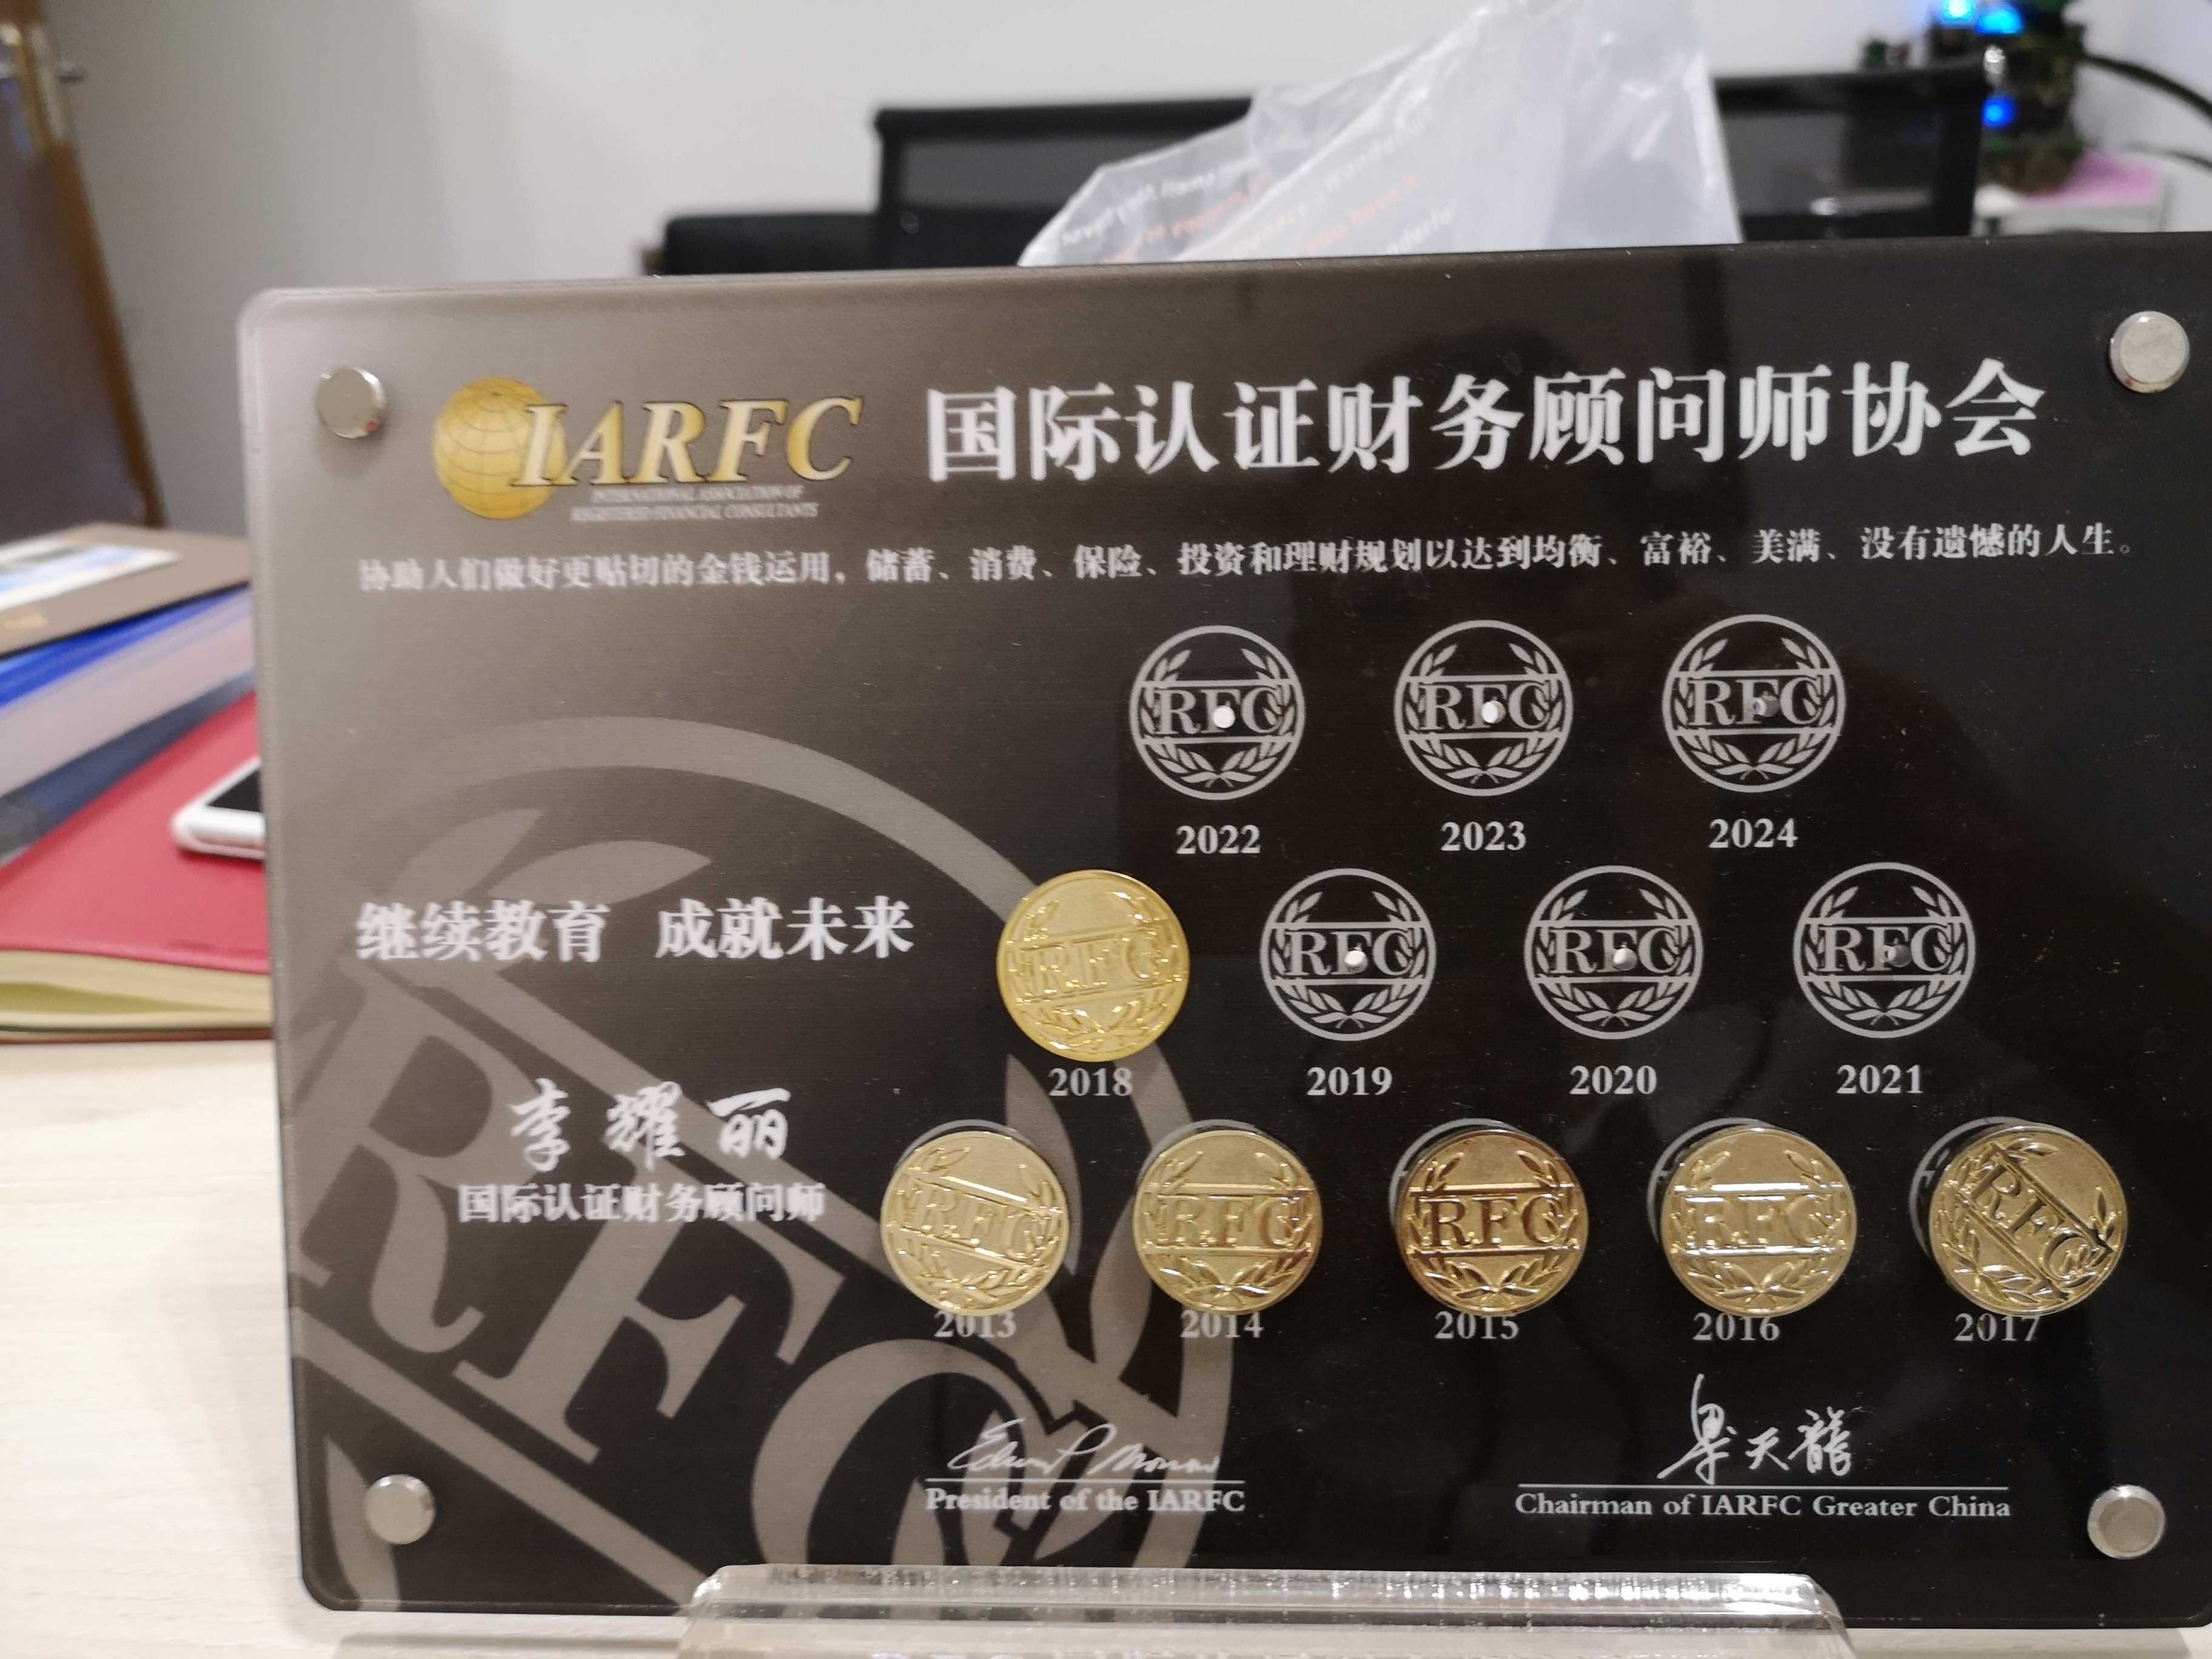 IARFC
国际认证财务顾问师协会
INTERNATIONAL ASSOCIATION OF
REGISTERED FINANCIAL CONSULTANTS
协助人们做好更贴切的金钱运用，储蓄、消费、保险、投资和理财规划以达到均衡、富裕、美满、没有遗憾的人生。
RFC RFC RFC
2022 2023 2024
继续教育 成就未来
RFC RFC RFC RFC
2018 2019 2020 2021
李耀丽
国际认证财务顾问师
RFC RFC RFC RFC RFC
2013 2014 2015 2016 2017
RFC
梁天龙
President of the IARFC
Chairman of IARFC Greater China